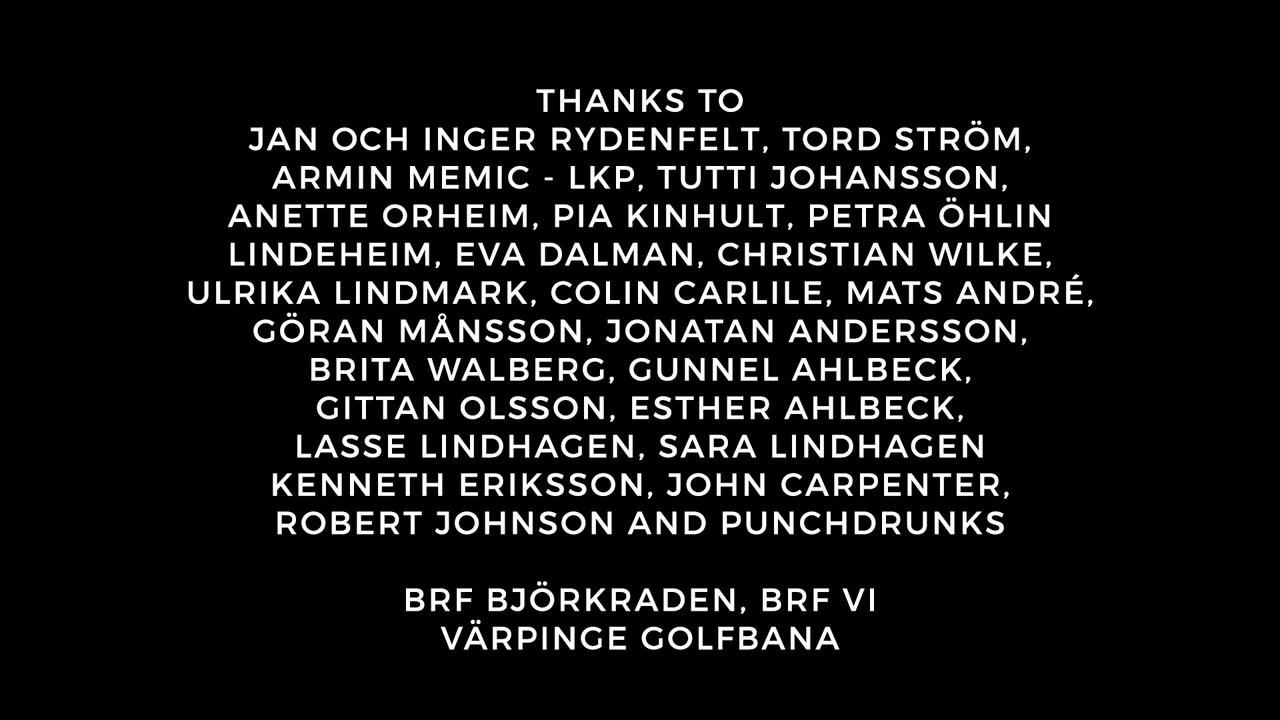 THANKS TO
JAN OCH INGER RYDENFELT, TORD STRÖM,
ARMIN MEMIC - LKP, TUTTI JOHANSSON,
ANETTE ORHEIM, PIA KINHULT, PETRA ÖHLIN
LINDEHEIM, EVA DALMAN, CHRISTIAN WILKE,
ULRIKA LINDMARK, COLIN CARLILE, MATS ANDRÉ,
GÖRAN MÅNSSON, JONATAN ANDERSSON,
BRITA WALBERG, GUNNEL AHLBECK,
GITTAN OLSSON, ESTHER AHLBECK,
LASSE LINDHAGEN, SARA LINDHAGEN
KENNETH ERIKSSON, JOHN CARPENTER,
ROBERT JOHNSON AND PUNCHDRUNKS
BRF BJÖRKRADEN, BRF VI
VÄRPINGE GOLFBANA